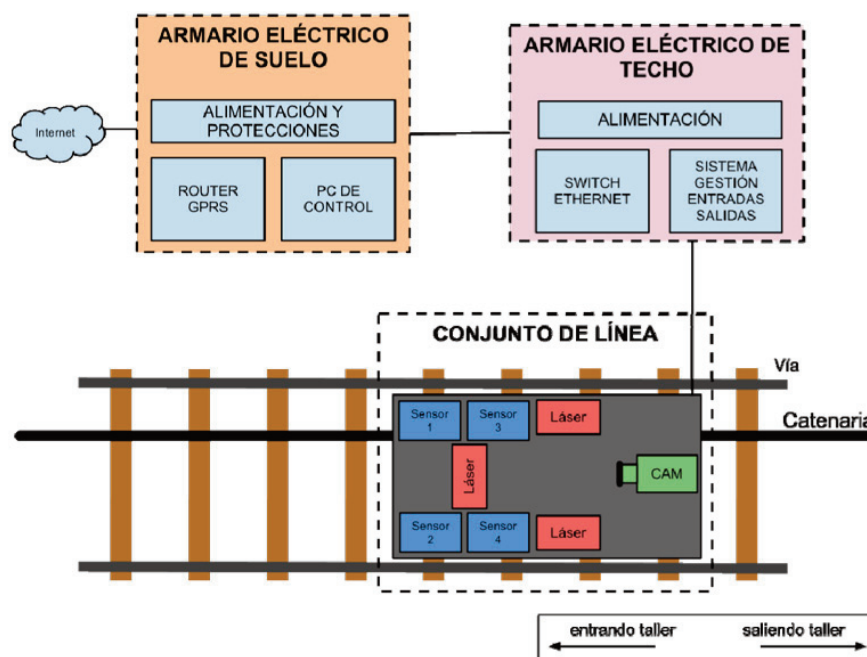 ARMARIO ELÉCTRICO
DE SUELO
ALIMENTACIÓN Y
PROTECCIONES
ROUTER
GPRS
PC DE
CONTROL
Internet
ARMARIO ELÉCTRICO DE
TECHO
ALIMENTACIÓN
SWITCH
ETHERNET
SISTEMA
GESTIÓN
ENTRADAS
SALIDAS
CONJUNTO DE LÍNEA
Vía
Catenaria
Sensor
1
Sensor
3
Láser
Láser
CAM
Sensor
2
Sensor
4
Láser
entrando taller
saliendo taller